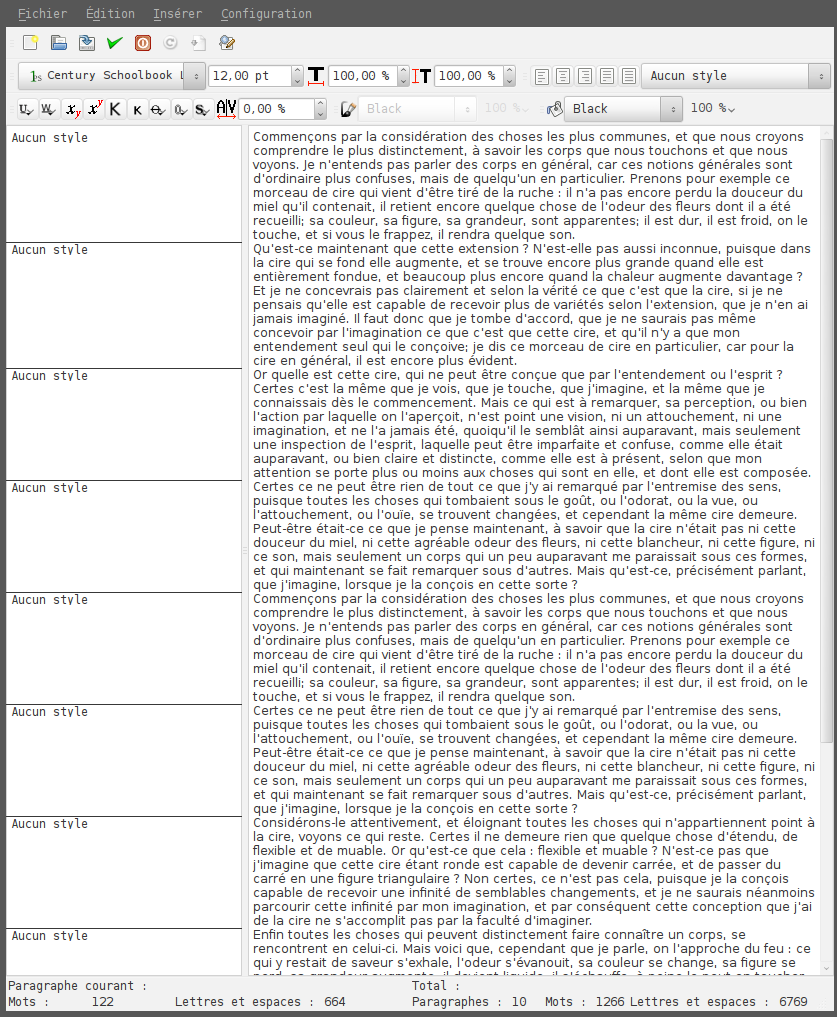 Fichier Édition Insérer Configuration
Century Schoolbook L 12,00 pt 100,00 % 100,00 % Aucun style
0,00 % Black 100 % Black 100 %
Aucun style
Commençons par la considération des choses les plus communes, et que nous croyons
comprendre le plus distinctement, à savoir les corps que nous touchons et que nous
voyons. Je n'entends pas parler des corps en général, car ces notions générales sont
d'ordinaire plus confuses, mais de quelqu'un en particulier. Prenons pour exemple ce
morceau de cire qui vient d'être tiré de la ruche : il n'a pas encore perdu la douceur du
miel qu'il contenait, il retient encore quelque chose de l'odeur des fleurs dont il a été
recueilli; sa couleur, sa figure, sa grandeur, sont apparentes; il est dur, il est froid, on le
touche, et si vous le frappez, il rendra quelque son.
Aucun style
Qu'est-ce maintenant que cette extension ? N'est-elle pas aussi inconnue, puisque dans
la cire qui se fond elle augmente, et se trouve encore plus grande quand elle est
entièrement fondue, et beaucoup plus encore quand la chaleur augmente davantage ?
Et je ne concevrais pas clairement et selon la vérité ce que c'est que la cire, si je ne
pensais qu'elle est capable de recevoir plus de variétés selon l'extension, que je n'en ai
jamais imaginé. Il faut donc que je tombe d'accord, que je ne saurais pas même
concevoir par l'imagination ce que c'est que cette cire, et qu'il n'y a que mon
entendement seul qui le conçoive; je dis ce morceau de cire en particulier, car pour la
cire en général, il est encore plus évident.
Aucun style
Or quelle est cette cire, qui ne peut être conçue que par l'entendement ou l'esprit ?
Certes c'est la même que je vois, que je touche, que j'imagine, et la même que je
connaissais dès le commencement. Mais ce qui est à remarquer, sa perception, ou bien
l'action par laquelle on l'aperçoit, n'est point une vision, ni un attouchement, ni une
imagination, et ne l'a jamais été, quoiqu'il le semblât ainsi auparavant, mais seulement
une inspection de l'esprit, laquelle peut être imparfaite et confuse, comme elle était
auparavant, ou bien claire et distincte, comme elle est à présent, selon que mon
attention se porte plus ou moins aux choses qui sont en elle, et dont elle est composée.
Aucun style
Certes ce ne peut être rien de tout ce que j'y ai remarqué par l'entremise des sens,
puisque toutes les choses qui tombaient sous le goût, ou l'odorat, ou la vue, ou
l'attouchement, ou l'ouïe, se trouvent changées, et cependant la même cire demeure.
Peut-être était-ce ce que je pense maintenant, à savoir que la cire n'était pas ni cette
douceur du miel, ni cette agréable odeur des fleurs, ni cette blancheur, ni cette figure, ni
ce son, mais seulement un corps qui un peu auparavant me paraissait sous ces formes,
et qui maintenant se fait remarquer sous d'autres. Mais qu'est-ce, précisément parlant,
que j'imagine, lorsque je la conçois en cette sorte ?
Aucun style
Commençons par la considération des choses les plus communes, et que nous croyons
comprendre le plus distinctement, à savoir les corps que nous touchons et que nous
voyons. Je n'entends pas parler des corps en général, car ces notions générales sont
d'ordinaire plus confuses, mais de quelqu'un en particulier. Prenons pour exemple ce
morceau de cire qui vient d'être tiré de la ruche : il n'a pas encore perdu la douceur du
miel qu'il contenait, il retient encore quelque chose de l'odeur des fleurs dont il a été
recueilli; sa couleur, sa figure, sa grandeur, sont apparentes; il est dur, il est froid, on le
touche, et si vous le frappez, il rendra quelque son.
Aucun style
Certes ce ne peut être rien de tout ce que j'y ai remarqué par l'entremise des sens,
puisque toutes les choses qui tombaient sous le goût, ou l'odorat, ou la vue, ou
l'attouchement, ou l'ouïe, se trouvent changées, et cependant la même cire demeure.
Peut-être était-ce ce que je pense maintenant, à savoir que la cire n'était pas ni cette
douceur du miel, ni cette agréable odeur des fleurs, ni cette blancheur, ni cette figure, ni
ce son, mais seulement un corps qui un peu auparavant me paraissait sous ces formes,
et qui maintenant se fait remarquer sous d'autres. Mais qu'est-ce, précisément parlant,
que j'imagine, lorsque je la conçois en cette sorte ?
Aucun style
Considérons-le attentivement, et éloignant toutes les choses qui n'appartiennent point à
la cire, voyons ce qui reste. Certes il ne demeure rien que quelque chose d'étendu, de
flexible et de muable. Or qu'est-ce que cela : flexible et muable ? N'est-ce pas que
j'imagine que cette cire étant ronde est capable de devenir carrée, et de passer du
carré en une figure triangulaire ? Non certes, ce n'est pas cela, puisque je la conçois
capable de recevoir une infinité de semblables changements, et je ne saurais néanmoins
parcourir cette infinité par mon imagination, et par conséquent cette conception que j'ai
de la cire ne s'accomplit pas par la faculté d'imaginer.
Aucun style
Enfin toutes les choses qui peuvent distinctement faire connaître un corps, se
rencontrent en celui-ci. Mais voici que, cependant que je parle, on l'approche du feu : ce
qui y restait de saveur s'exhale, l'odeur s'évanouit, sa couleur se change, sa figure se
Paragraphe courant : Total :
Mots : 122 Lettres et espaces : 664 Paragraphes : 10 Mots : 1266 Lettres et espaces : 6769